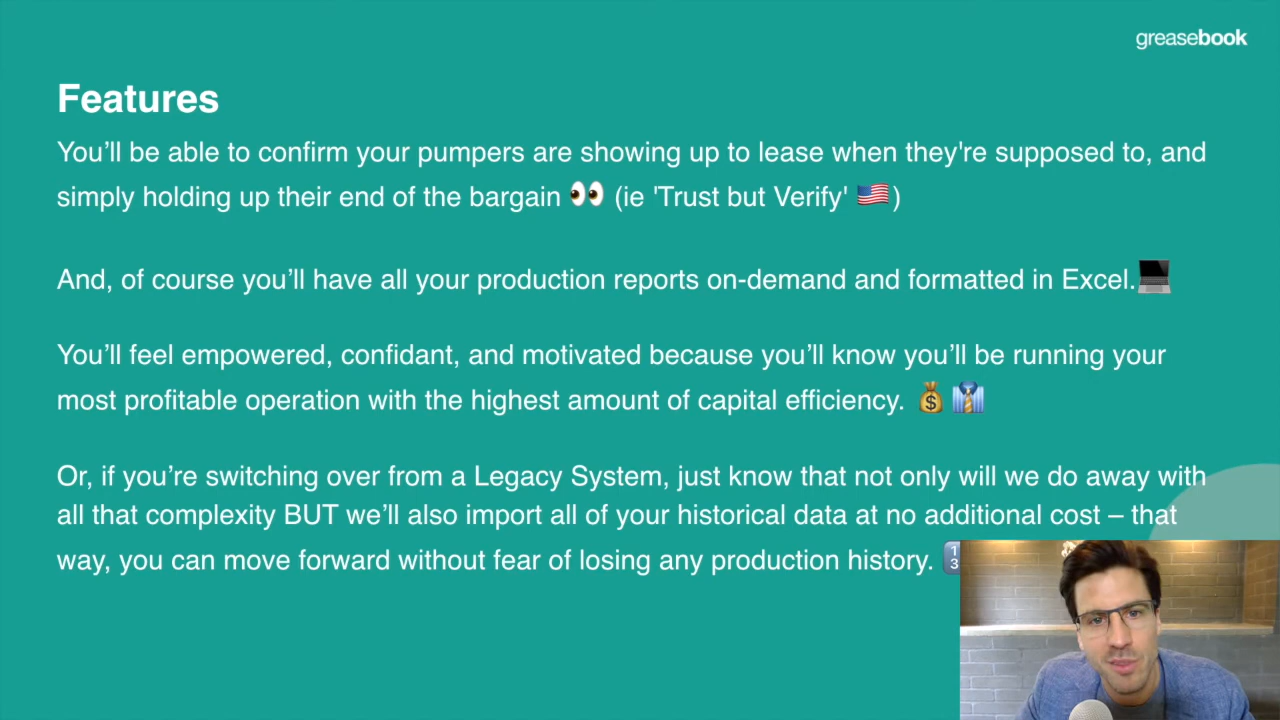 greasebook
Features
You’ll be able to confirm your pumpers are showing up to lease when they're supposed to, and
simply holding up their end of the bargain 👀 (ie 'Trust but Verify' 🇺🇸)
And, of course you’ll have all your production reports on-demand and formatted in Excel.💻
You’ll feel empowered, confidant, and motivated because you’ll know you’ll be running your
most profitable operation with the highest amount of capital efficiency. 💰 👔
Or, if you’re switching over from a Legacy System, just know that not only will we do away with
all that complexity BUT we’ll also import all of your historical data at no additional cost – that
way, you can move forward without fear of losing any production history.